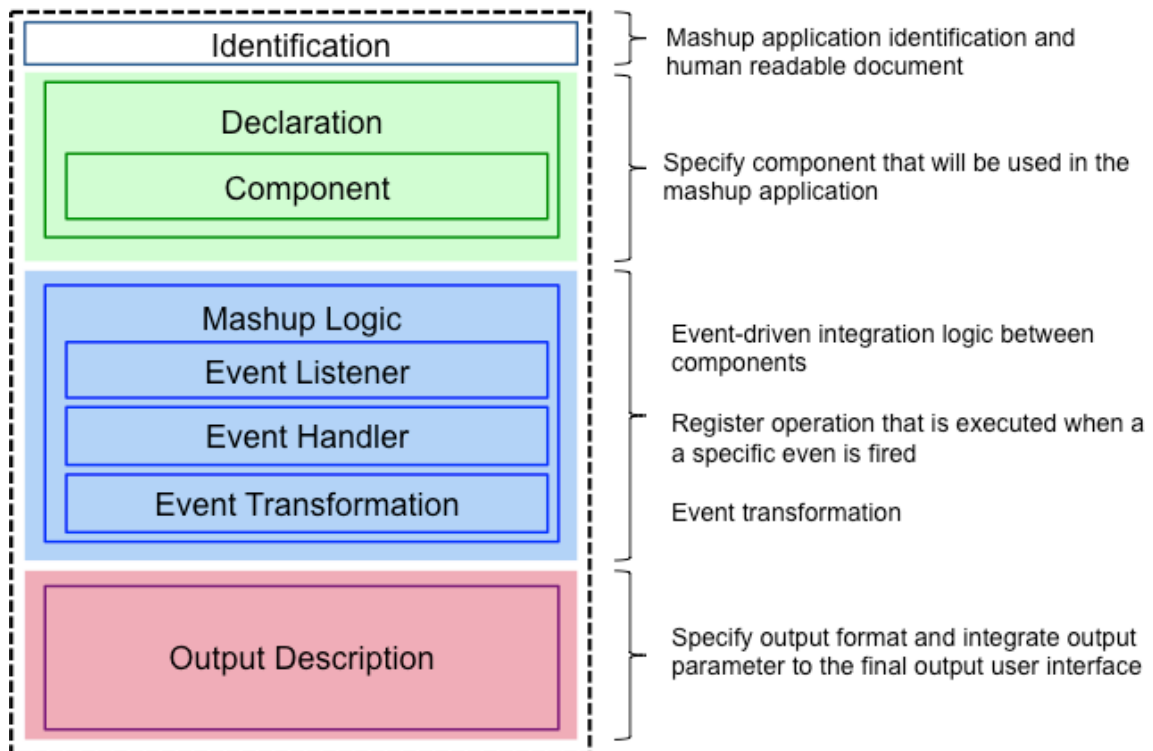 Identification
Mashup application identification and
human readable document
Declaration
Component
Specify component that will be used in the
mashup application
Mashup Logic
Event Listener
Event Handler
Event Transformation
Event-driven integration logic between
components
Register operation that is executed when a
a specific even is fired
Event transformation
Output Description
Specify output format and integrate output
parameter to the final output user interface